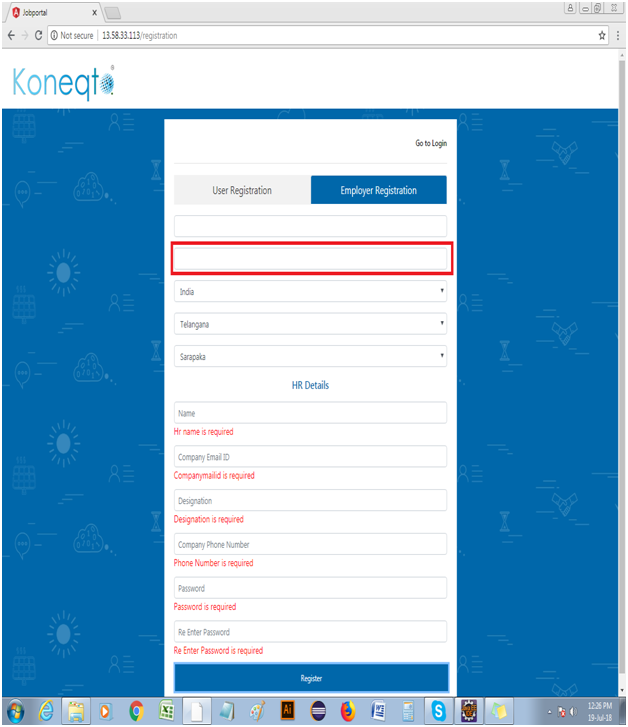 Jobportal
Not secure | 13.58.33.113/registration
Koneqto
Go to Login
User Registration
Employer Registration
India
Telangana
Sarapaka
HR Details
Name
Hr name is required
Company Email ID
Companymailid is required
Designation
Designation is required
Company Phone Number
Phone Number is required
Password
Password is required
Re Enter Password
Re Enter Password is required
Register
Ai
12:26 PM
19-Jul-18